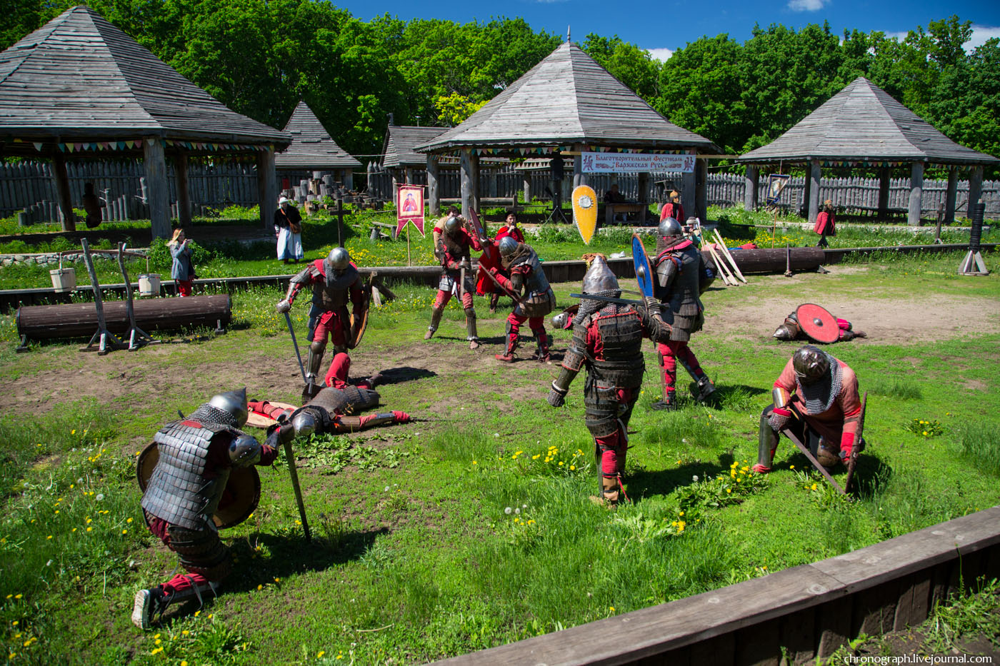 Благотворительный Фестиваль
"Варяжская Русь"
chronograph.livejournal.com